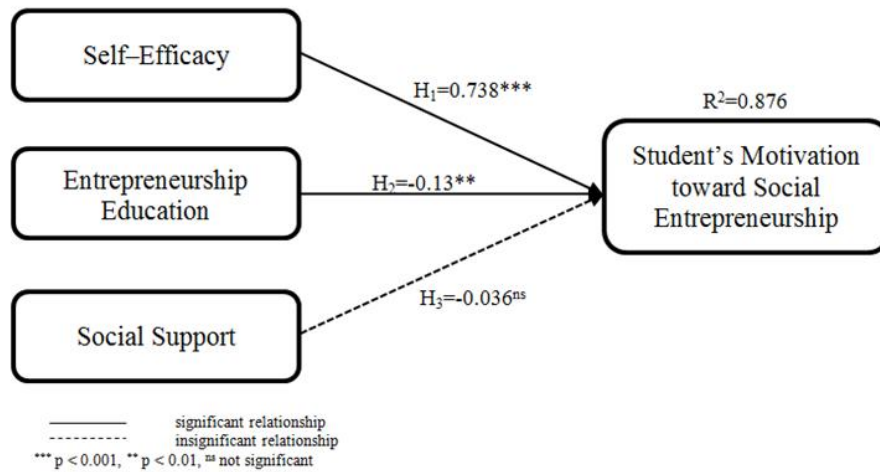 Self–Efficacy
H₁=0.738***
R²=0.876
Entrepreneurship
Education
H₂=-0.13**
Student's Motivation
toward Social
Entrepreneurship
Social Support
H₃=-0.036ⁿˢ
significant relationship
insignificant relationship
*** p < 0.001, ** p < 0.01, ⁿˢ not significant